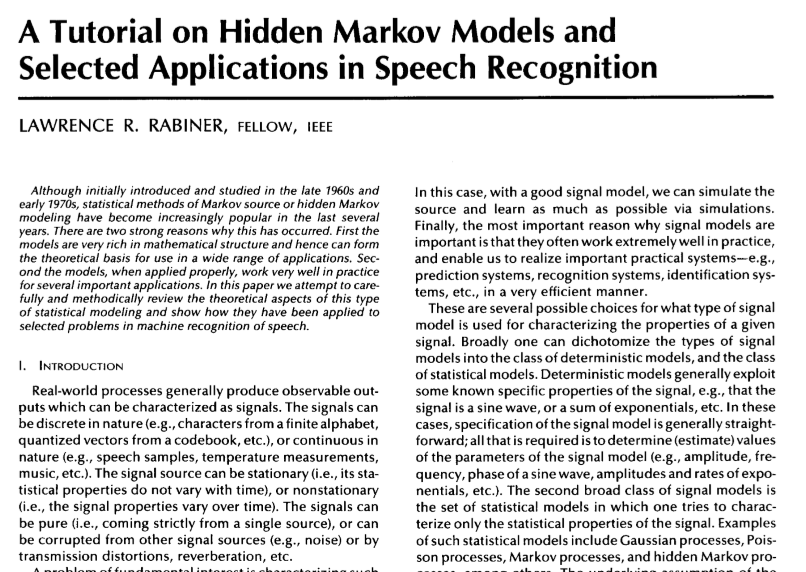 A Tutorial on Hidden Markov Models and
Selected Applications in Speech Recognition
LAWRENCE R. RABINER, FELLOW, IEEE
Although initially introduced and studied in the late 1960s and
early 1970s, statistical methods of Markov source or hidden Markov
modeling have become increasingly popular in the last several
years. There are two strong reasons why this has occurred. First the
models are very rich in mathematical structure and hence can form
the theoretical basis for use in a wide range of applications. Sec-
ond the models, when applied properly, work very well in practice
for several important applications. In this paper we attempt to care-
fully and methodically review the theoretical aspects of this type
of statistical modeling and show how they have been applied to
selected problems in machine recognition of speech.
I. INTRODUCTION
Real-world processes generally produce observable out-
puts which can be characterized as signals. The signals can
be discrete in nature (e.g., characters from a finite alphabet,
quantized vectors from a codebook, etc.), or continuous in
nature (e.g., speech samples, temperature measurements,
music, etc.). The signal source can be stationary (i.e., its sta-
tistical properties do not vary with time), or nonstationary
(i.e., the signal properties vary over time). The signals can
be pure (i.e., coming strictly from a single source), or can
be corrupted from other signal sources (e.g., noise) or by
transmission distortions, reverberation, etc.
A problem of fundamental interest is characterizing such
In this case, with a good signal model, we can simulate the
source and learn as much as possible via simulations.
Finally, the most important reason why signal models are
important is that they often work extremely well in practice,
and enable us to realize important practical systems—e.g.,
prediction systems, recognition systems, identification sys-
tems, etc., in a very efficient manner.
These are several possible choices for what type of signal
model is used for characterizing the properties of a given
signal. Broadly one can dichotomize the types of signal
models into the class of deterministic models, and the class
of statistical models. Deterministic models generally exploit
some known specific properties of the signal, e.g., that the
signal is a sine wave, or a sum of exponentials, etc. In these
cases, specification of the signal model is generally straight-
forward; all that is required is to determine (estimate) values
of the parameters of the signal model (e.g., amplitude, fre-
quency, phase of a sine wave, amplitudes and rates of expo-
nentials, etc.). The second broad class of signal models is
the set of statistical models in which one tries to charac-
terize only the statistical properties of the signal. Examples
of such statistical models include Gaussian processes, Pois-
son processes, Markov processes, and hidden Markov pro-
cesses, among others. The underlying assumption of the